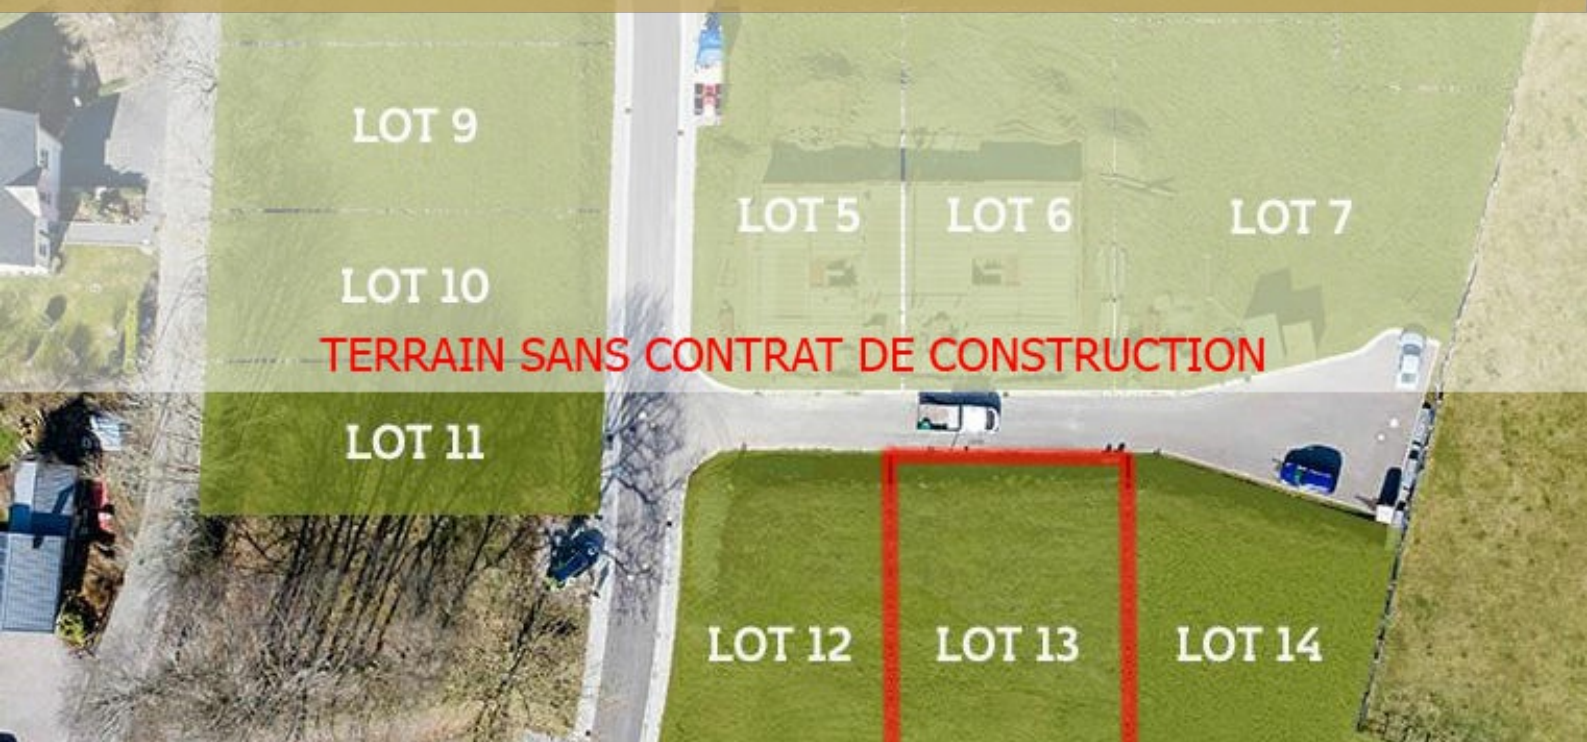 LOT 9
LOT 5
LOT 6
LOT 7
LOT 10
TERRAIN SANS CONTRAT DE CONSTRUCTION
LOT 11
LOT 12
LOT 13
LOT 14